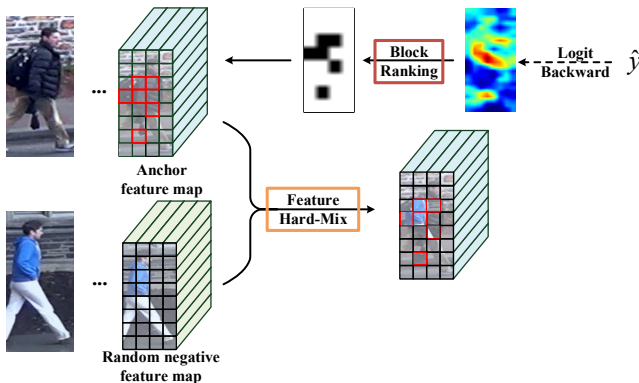 Block
Ranking
Logit
Backward
ŷ
...
Anchor
feature map
Feature
Hard-Mix
...
Random negative
feature map